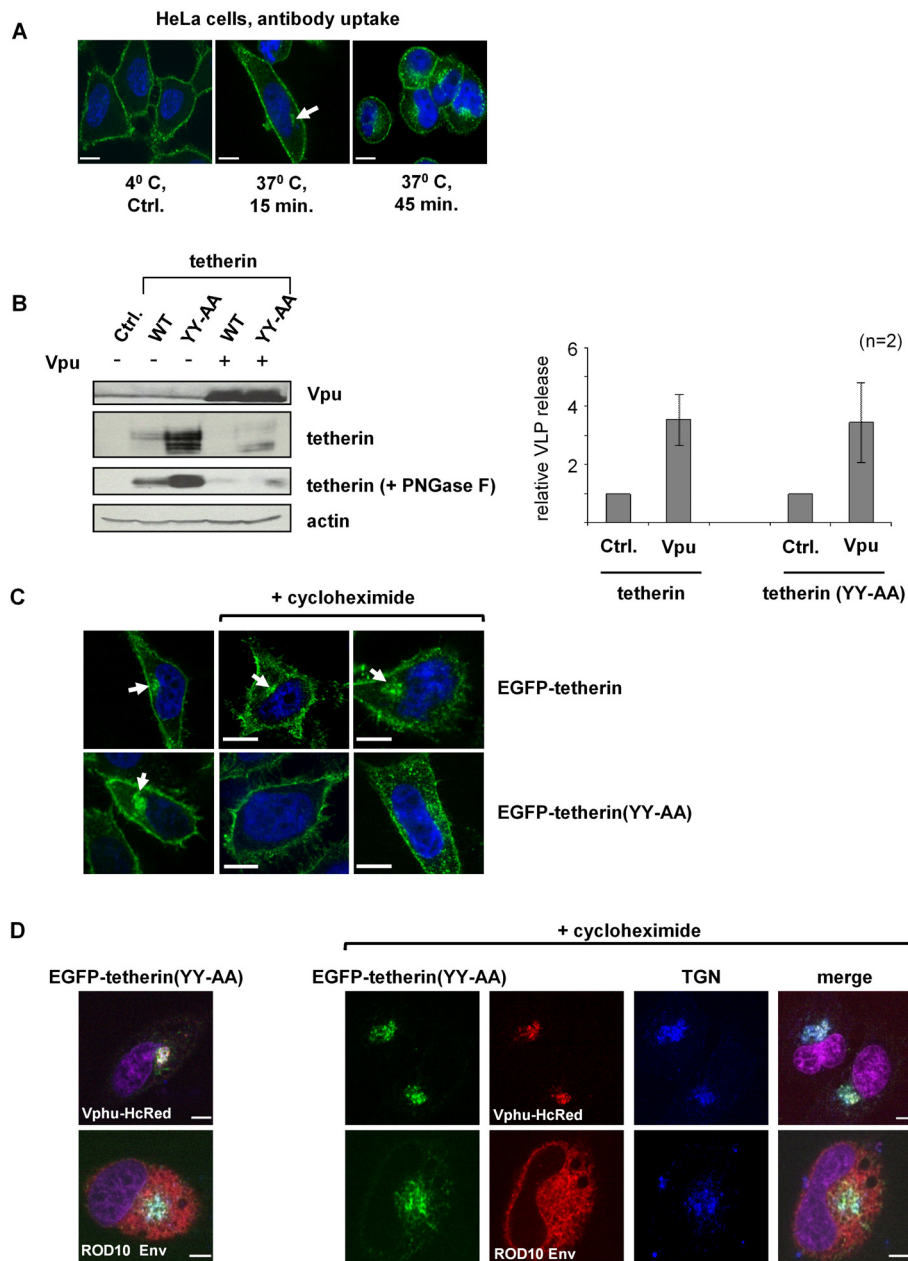 A
HeLa cells, antibody uptake
4⁰ C,
Ctrl.
37⁰ C,
15 min.
37⁰ C,
45 min.
B
tetherin
Ctrl.
WT
YY-AA
WT
YY-AA
Vpu - - - + +
Vpu
tetherin
tetherin (+ PNGase F)
actin
(n=2)
relative VLP release
6
4
2
Ctrl. Vpu Ctrl. Vpu
tetherin tetherin (YY-AA)
C
+ cycloheximide
EGFP-tetherin
EGFP-tetherin(YY-AA)
D
+ cycloheximide
EGFP-tetherin(YY-AA) EGFP-tetherin(YY-AA) TGN merge
Vphu-HcRed Vphu-HcRed
ROD10 Env ROD10 Env